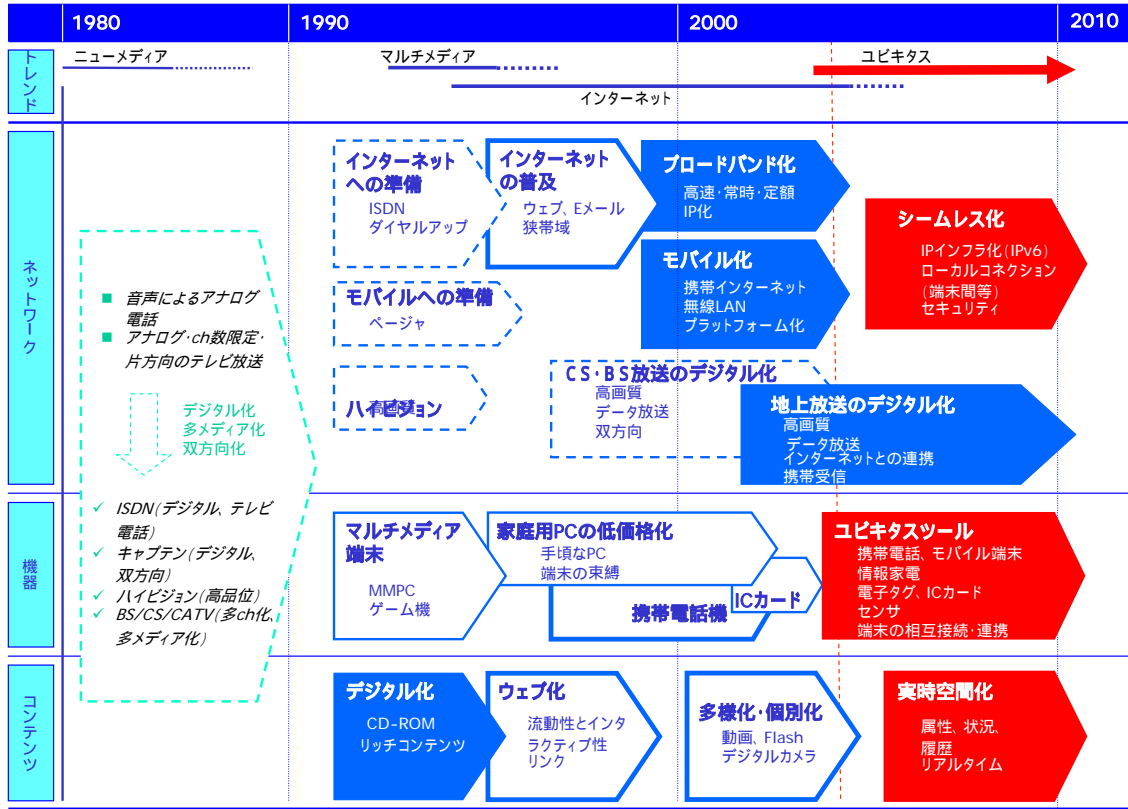 1980
1990
2000
2010
トレンド
ニューメディア
マルチメディア
ユビキタス
インターネット
ネットワーク
インターネット
への準備
ISDN
ダイヤルアップ
インターネット
の普及
ウェブ、Eメール
狭帯域
ブロードバンド化
高速･常時･定額
IP化
シームレス化
IPインフラ化(IPv6)
ローカルコネクション
(端末間等)
セキュリティ
モバイル化
携帯インターネット
無線LAN
プラットフォーム化
モバイルへの準備
ページャ
■ 音声によるアナログ
電話
■ アナログ･ch数限定･
片方向のテレビ放送
デジタル化
多メディア化
双方向化
ハイビジョン
高画質
CS･BS放送のデジタル化
高画質
データ放送
双方向
地上放送のデジタル化
高画質
データ放送
インターネットとの連携
携帯受信
✓ ISDN(デジタル、テレビ
電話)
✓ キャプテン(デジタル、
双方向)
✓ ハイビジョン(高品位)
✓ BS/CS/CATV(多ch化、
多メディア化)
機器
マルチメディア
端末
MMPC
ゲーム機
家庭用PCの低価格化
手頃なPC
端末の束縛
携帯電話機
ICカード
ユビキタスツール
携帯電話、モバイル端末
情報家電
電子タグ、ICカード
センサ
端末の相互接続･連携
コンテンツ
デジタル化
CD-ROM
リッチコンテンツ
ウェブ化
流動性とインタ
ラクティブ性
リンク
多様化･個別化
動画、Flash
デジタルカメラ
実時空間化
属性、状況、
履歴
リアルタイム